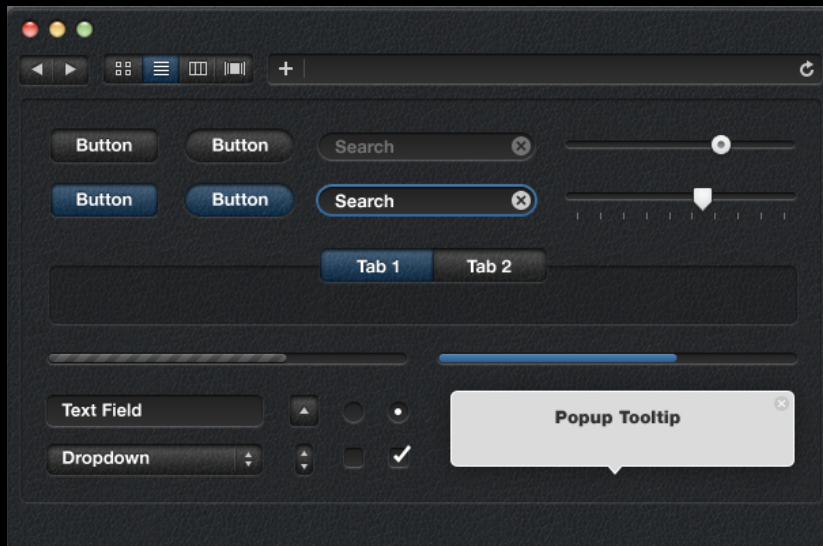 Button
Button
Search
Button
Button
Search
Tab 1
Tab 2
Text Field
Popup Tooltip
Dropdown